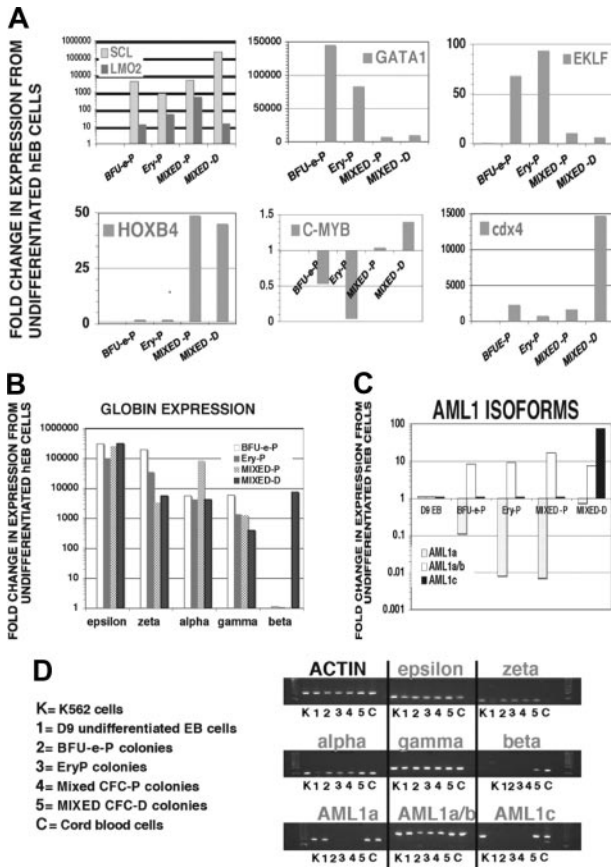 A
FOLD CHANGE IN EXPRESSION FROM
UNDIFFERENTIATED hEB CELLS
1000000
100000
10000
1000
100
10
1
SCL
LMO2
BFU-e-P
Ery-P
MIXED -P
MIXED -D
150000
100000
50000
0
GATA1
BFU-e-P
Ery-P
MIXED -P
MIXED -D
100
50
0
EKLF
BFU-e-P
Ery-P
MIXED -P
MIXED -D
50
25
0
HOXB4
BFU-e-P
Ery-P
MIXED -P
MIXED -D
1.5
1
0.5
0
C-MYB
BFU-e-P
Ery-P
MIXED -P
MIXED -D
15000
10000
5000
0
cdx4
BFUE-P
Ery-P
MIXED -P
MIXED -D
B
GLOBIN EXPRESSION
FOLD CHANGE IN EXPRESSION FROM
UNDIFFERENTIATED hEB CELLS
1000000
100000
10000
1000
100
10
1
BFU-e-P
Ery-P
MIXED-P
MIXED-D
epsilon zeta alpha gamma beta
C
AML1 ISOFORMS
FOLD CHANGE IN EXPRESSION FROM
UNDIFFERENTIATED hEB CELLS
100
10
1
0.1
0.01
0.001
D9 EB BFU-e-P Ery-P MIXED -P MIXED-D
AML1a
AML1a/b
AML1c
D
K= K562 cells
1= D9 undifferentiated EB cells
2= BFU-e-P colonies
3= EryP colonies
4= Mixed CFC-P colonies
5= MIXED CFC-D colonies
C= Cord blood cells
ACTIN epsilon zeta
K 1 2 3 4 5 C K 1 2 3 4 5 C K 1 2 3 4 5 C
alpha gamma beta
K 1 2 3 4 5 C K 1 2 3 4 5 C K 1 2 3 4 5 C
AML1a AML1a/b AML1c
K 1 2 3 4 5 C K 1 2 3 4 5 C K 1 2 3 4 5 C